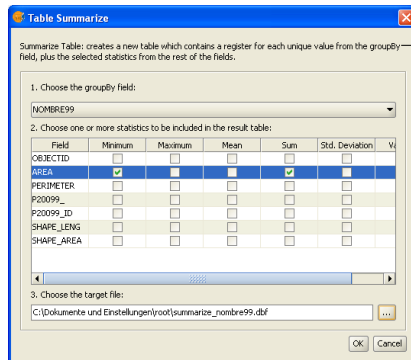 Table Summarize
Summarize Table: creates a new table which contains a register for each unique value from the groupBy
field, plus the selected statistics from the rest of the fields.
1. Choose the groupBy field:
NOMBRE99
2. Choose one or more statistics to be included in the result table:
Field Minimum Maximum Mean Sum Std. Deviation Va
OBJECTID
AREA
PERIMETER
P20099_
P20099_ID
SHAPE_LENG
SHAPE_AREA
3. Choose the target file:
C:\Dokumente und Einstellungen\root\summarize_nombre99.dbf
...
OK Cancel